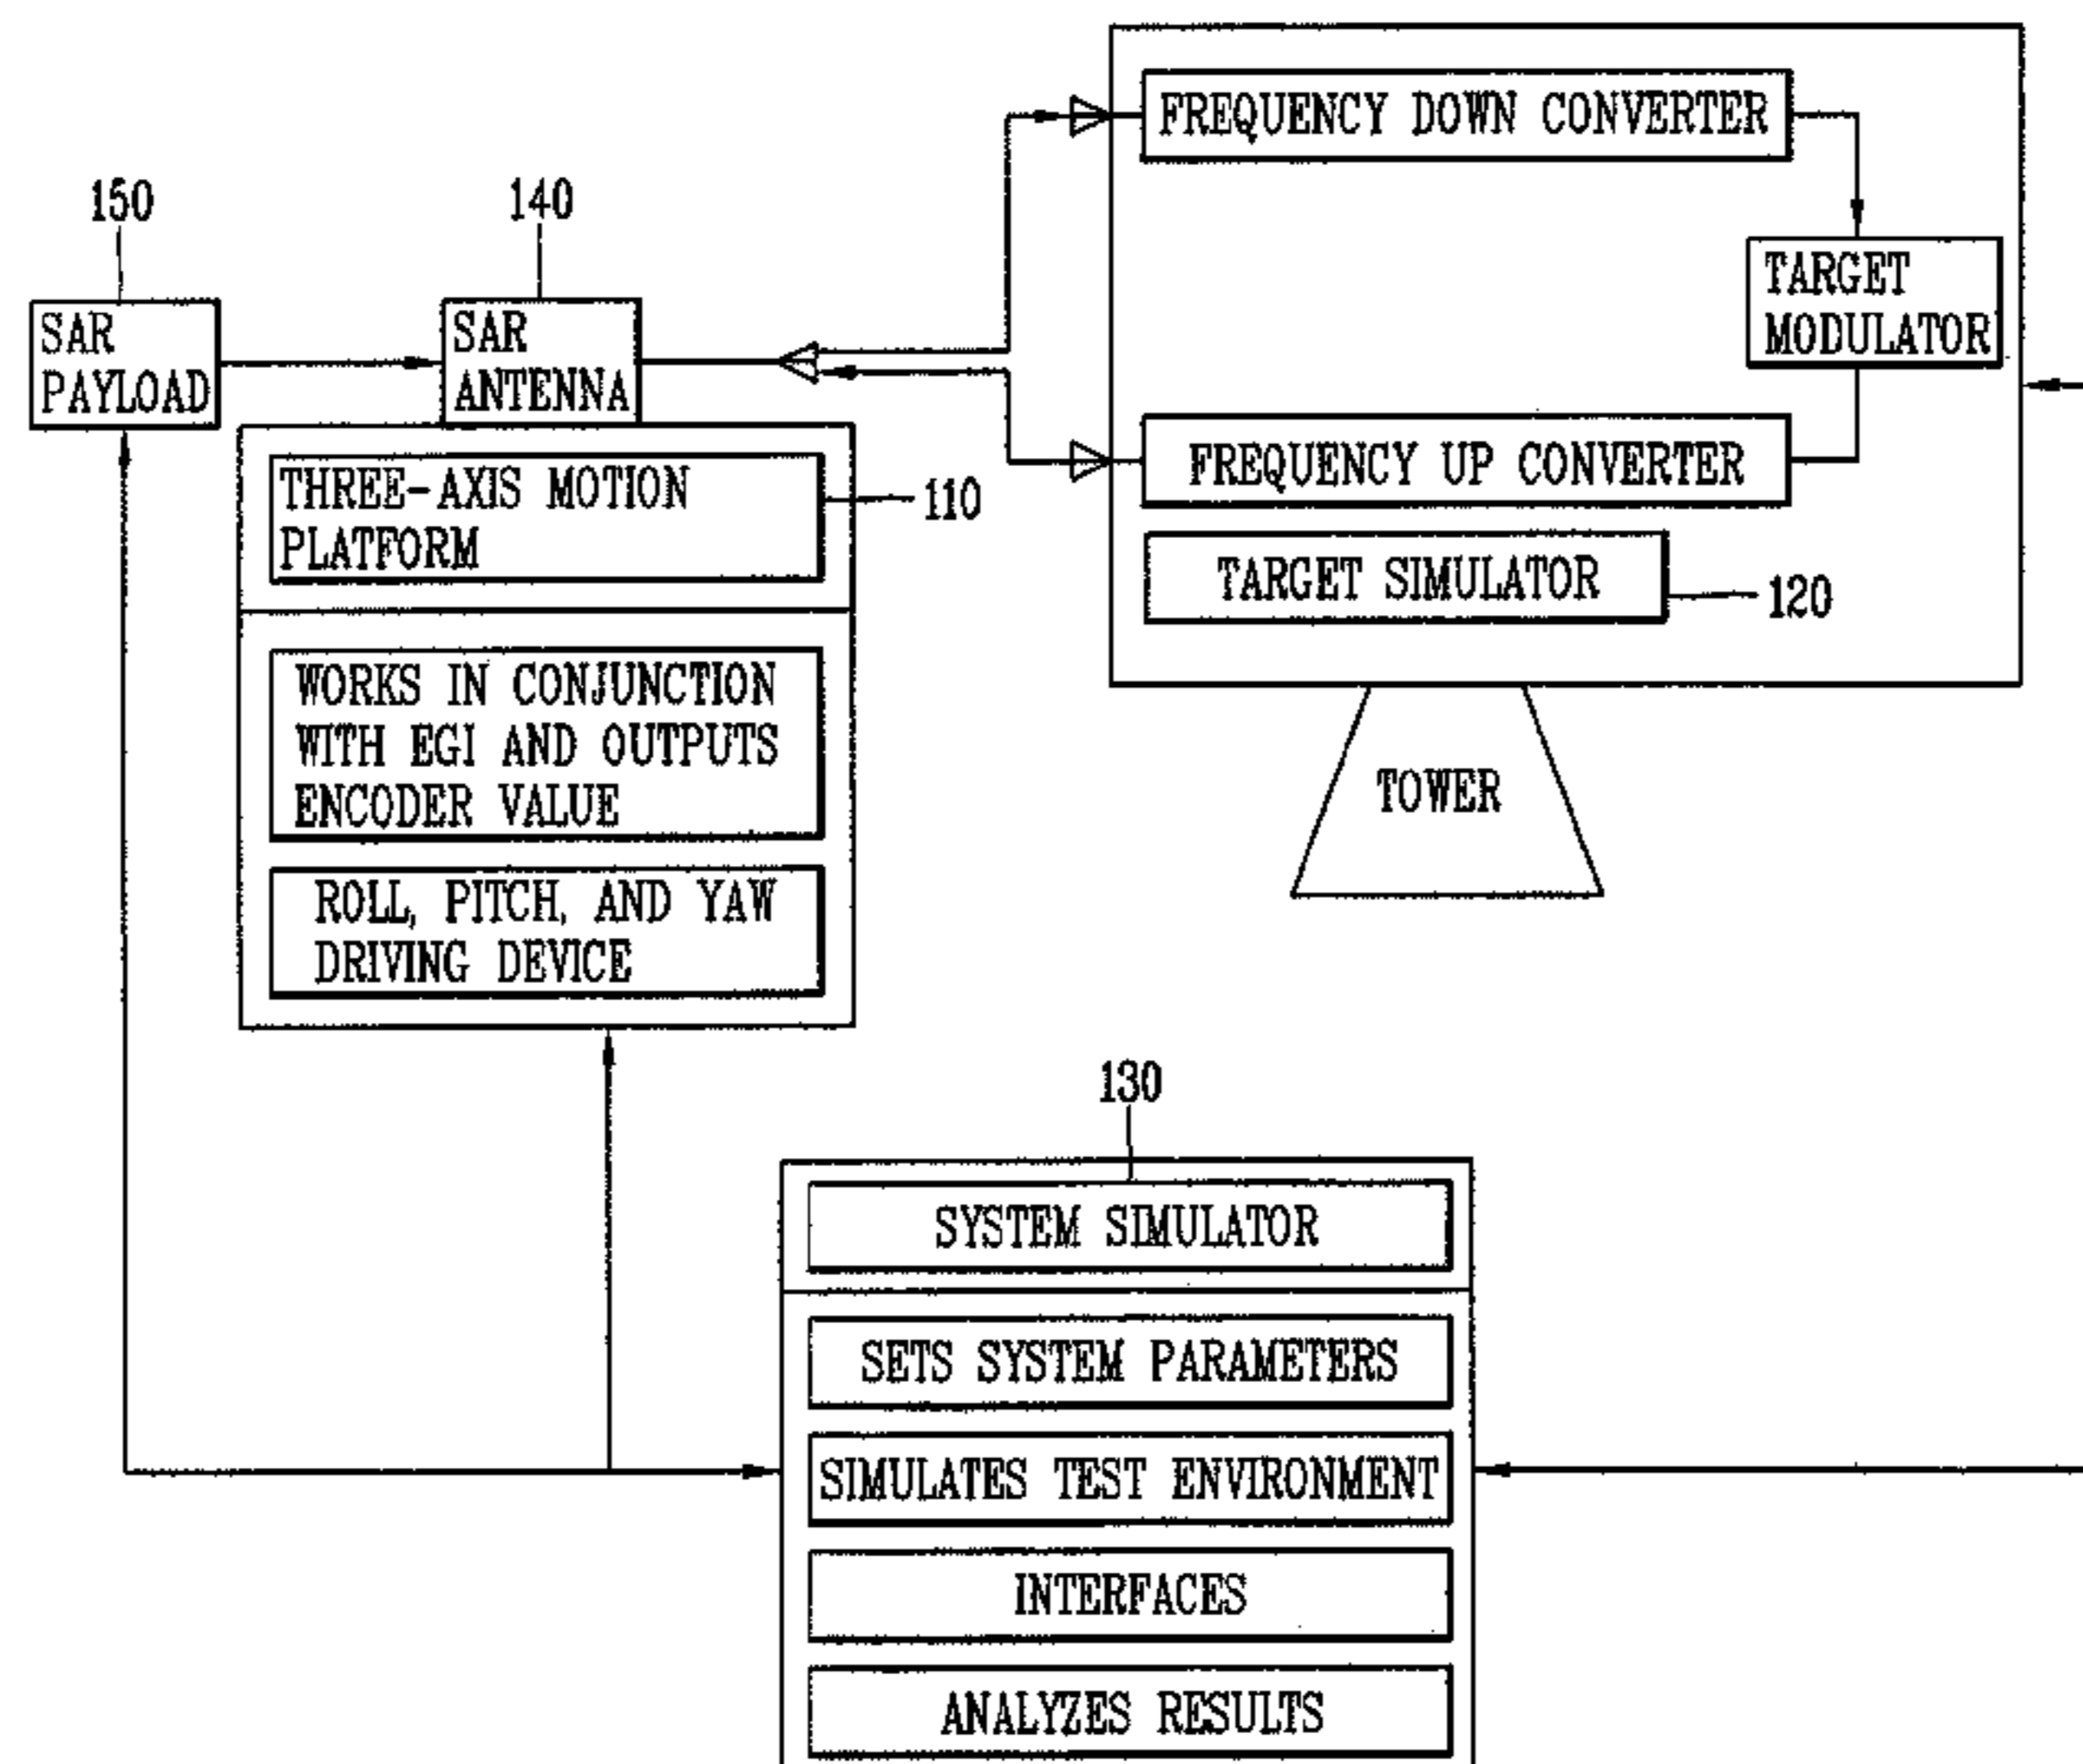 FREQUENCY DOWN CONVERTER
150
140
TARGET
MODULATOR
SAR
PAYLOAD
SAR
ANTENNA
FREQUENCY UP CONVERTER
THREE-AXIS MOTION
PLATFORM
110
TARGET SIMULATOR
120
WORKS IN CONJUNCTION
WITH EGI AND OUTPUTS
ENCODER VALUE
TOWER
ROLL, PITCH, AND YAW
DRIVING DEVICE
130
SYSTEM SIMULATOR
SETS SYSTEM PARAMETERS
SIMULATES TEST ENVIRONMENT
INTERFACES
ANALYZES RESULTS